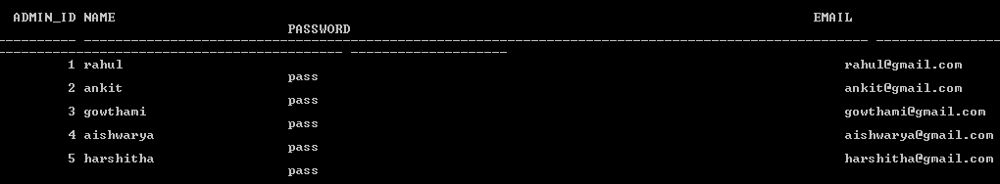 ADMIN_ID NAME EMAIL
PASSWORD
---------- ---------------------------------------------------------------------------------------------------- ----------------
-------------------------------------------- --------------------
1 rahul rahul@gmail.com
pass
2 ankit ankit@gmail.com
pass
3 gowthami gowthami@gmail.com
pass
4 aishwarya aishwarya@gmail.com
pass
5 harshitha harshitha@gmail.com
pass